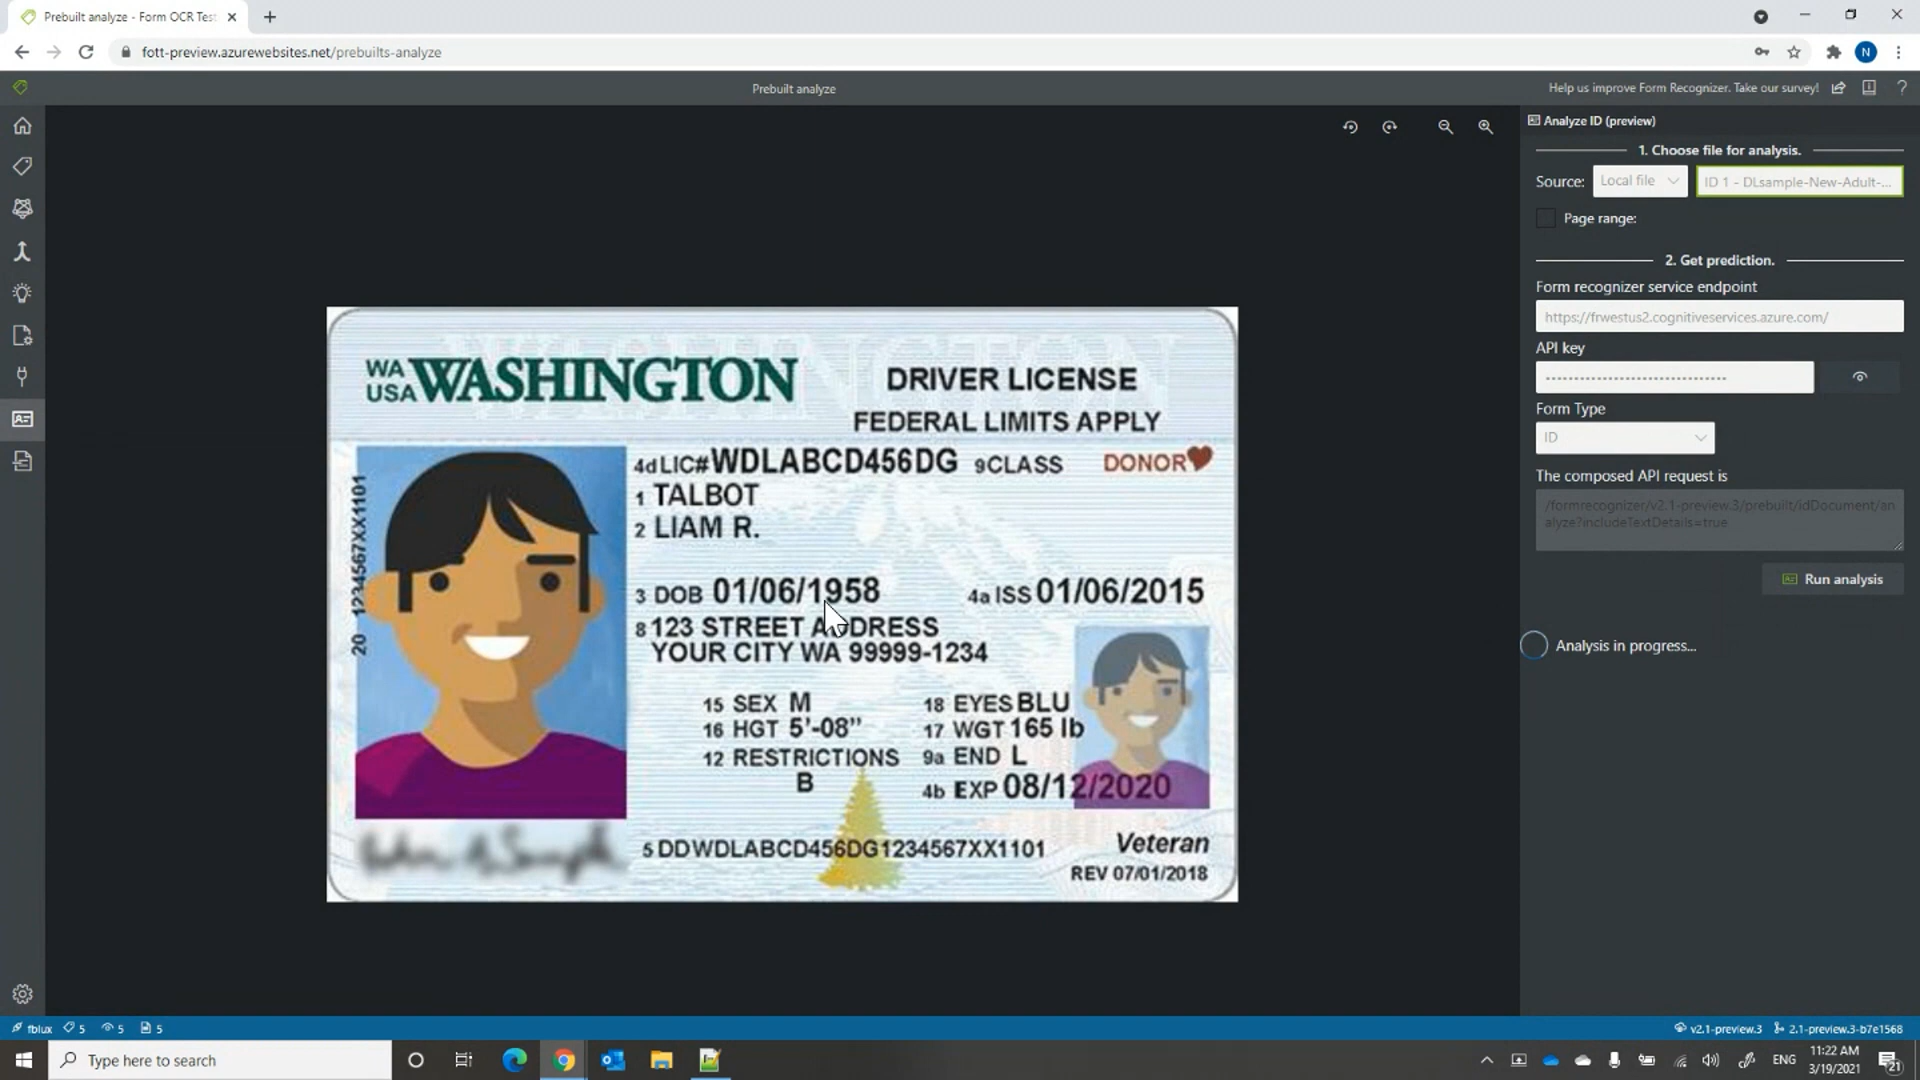 Prebuilt analyze - Form OCR Test
fott-preview.azurewebsites.net/prebuilts-analyze
N
Prebuilt analyze
Help us improve Form Recognizer. Take our survey!
?
Analyze ID (preview)
1. Choose file for analysis.
Source: Local file ID 1 - DLsample-New-Adult-...
Page range:
2. Get prediction.
Form recognizer service endpoint
https://frwestus2.cognitiveservices.azure.com/
API key
Form Type
ID
The composed API request is
/formrecognizer/v2.1-preview.3/prebuilt/idDocument/an
alyze?includeTextDetails=true
Run analysis
Analysis in progress...
WA
USA WASHINGTON
DRIVER LICENSE
FEDERAL LIMITS APPLY
20 1234567XX1101
4d LIC# WDLABCD456DG 9 CLASS DONOR
1 TALBOT
2 LIAM R.
3 DOB 01/06/1958 4a ISS 01/06/2015
8 123 STREET ADDRESS
YOUR CITY WA 99999-1234
15 SEX M 18 EYES BLU
16 HGT 5'-08" 17 WGT 165 lb
12 RESTRICTIONS 9a END L
B
4b EXP 08/12/2020
5 DD WDLABCD456DG1234567XX1101
Veteran
REV 07/01/2018
fblux 5 5 5
v2.1-preview.3 2.1-preview.3-b7e1568
Type here to search
ENG
11:22 AM
3/19/2021
21